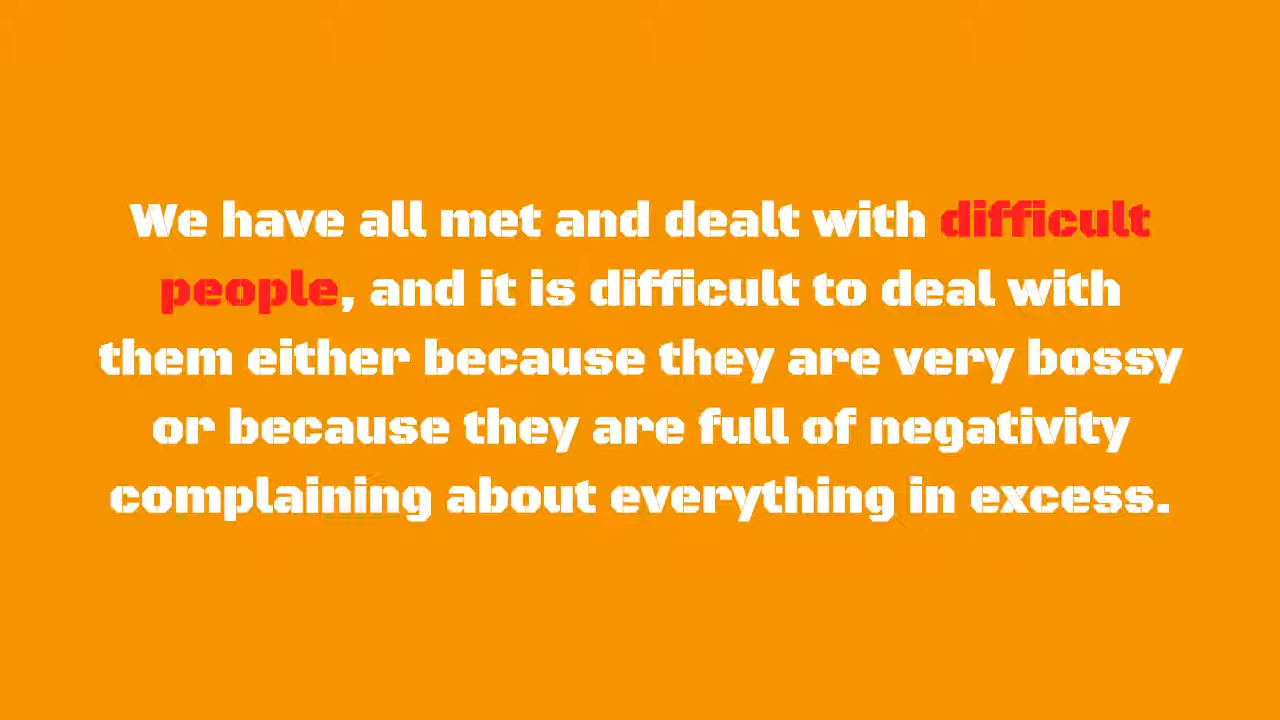 We have all met and dealt with difficult
people, and it is difficult to deal with
them either because they are very bossy
or because they are full of negativity
complaining about everything in excess.